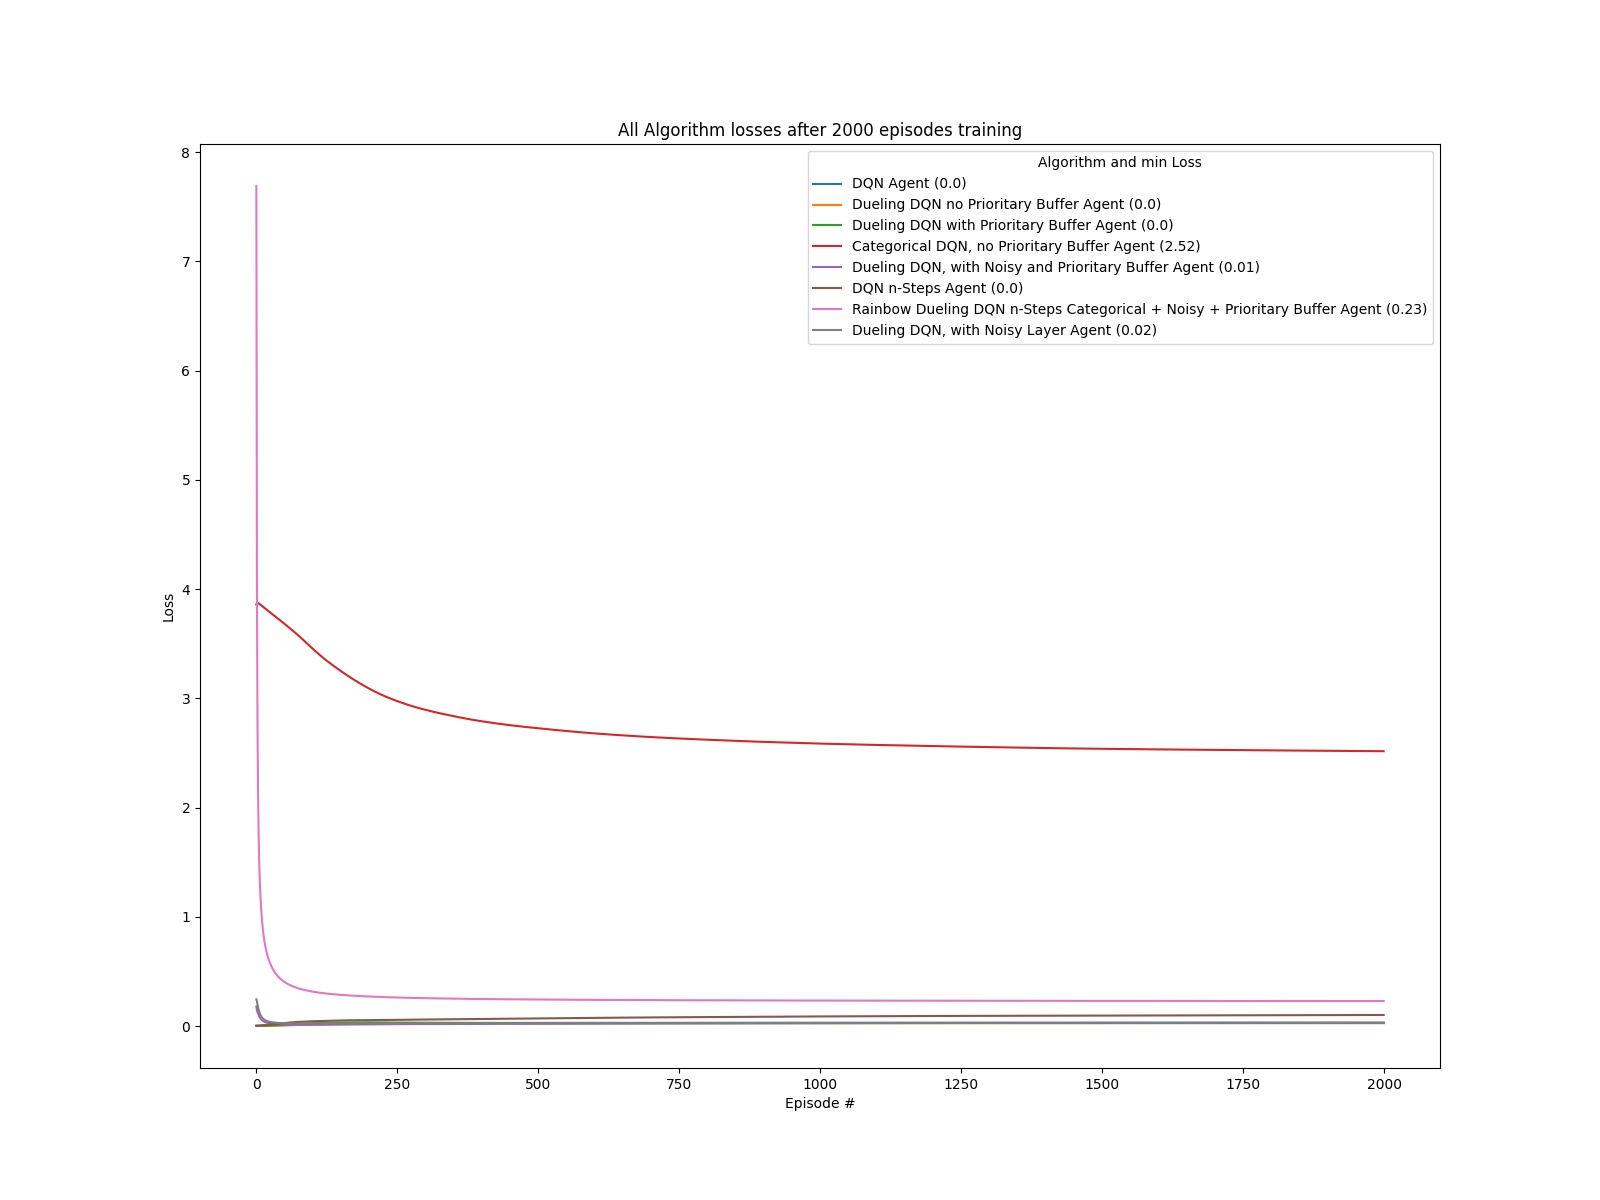 All Algorithm losses after 2000 episodes training
8
7
6
5
4
3
2
1
0
Loss
Algorithm and min Loss
DQN Agent (0.0)
Dueling DQN no Prioritary Buffer Agent (0.0)
Dueling DQN with Prioritary Buffer Agent (0.0)
Categorical DQN, no Prioritary Buffer Agent (2.52)
Dueling DQN, with Noisy and Prioritary Buffer Agent (0.01)
DQN n-Steps Agent (0.0)
Rainbow Dueling DQN n-Steps Categorical + Noisy + Prioritary Buffer Agent (0.23)
Dueling DQN, with Noisy Layer Agent (0.02)
0 250 500 750 1000 1250 1500 1750 2000
Episode #